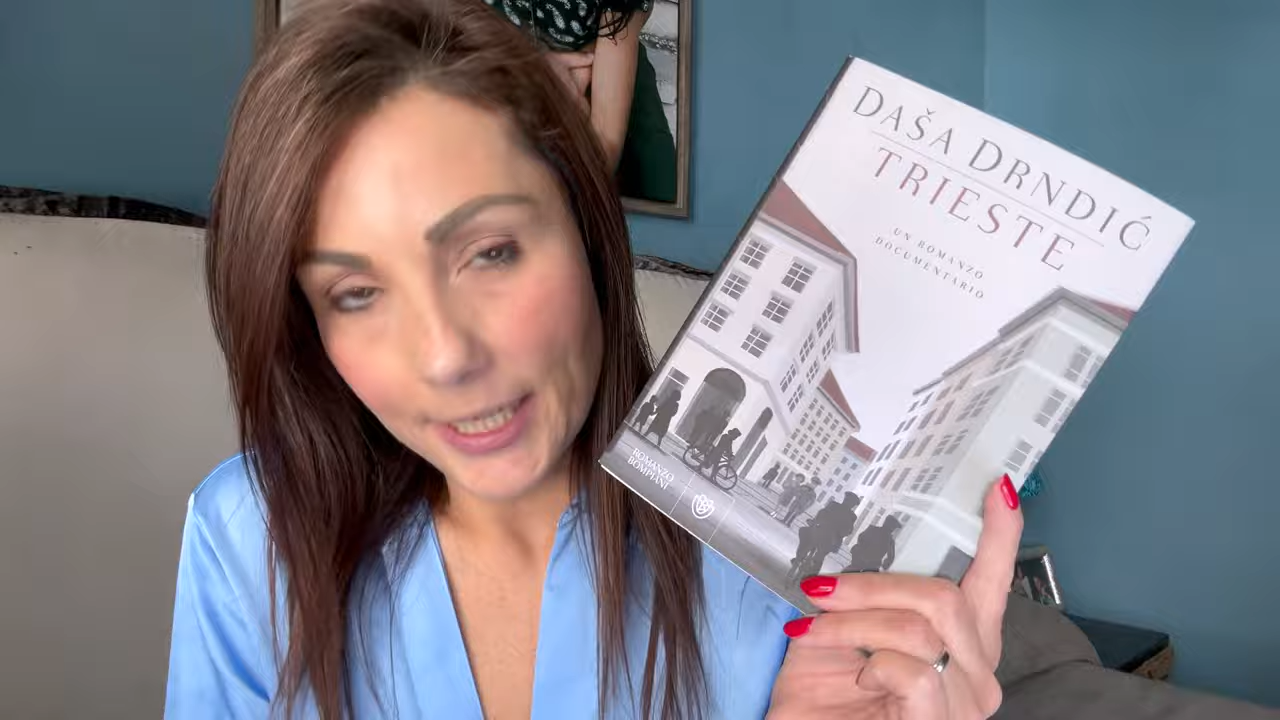 DAŠA DRNDIĆ
TRIESTE
UN ROMANZO
DOCUMENTARIO
ROMANZO
BOMPIANI